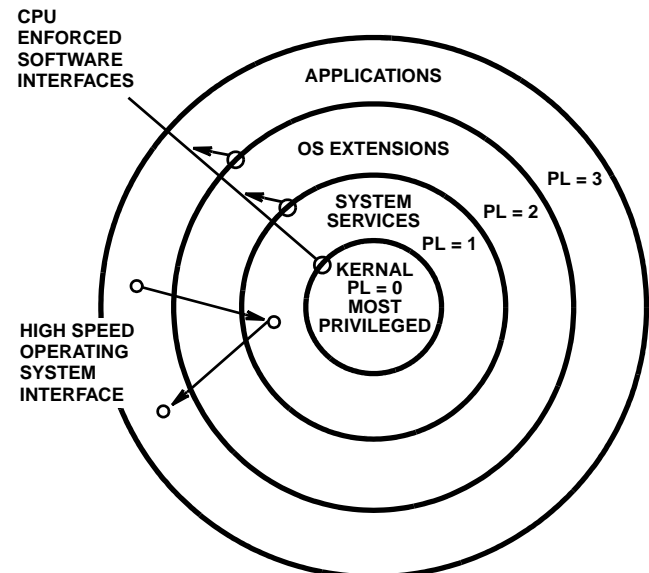 CPU
ENFORCED
SOFTWARE
INTERFACES
APPLICATIONS
OS EXTENSIONS
PL = 3
SYSTEM
SERVICES
PL = 2
PL = 1
KERNAL
PL = 0
MOST
PRIVILEGED
HIGH SPEED
OPERATING
SYSTEM
INTERFACE